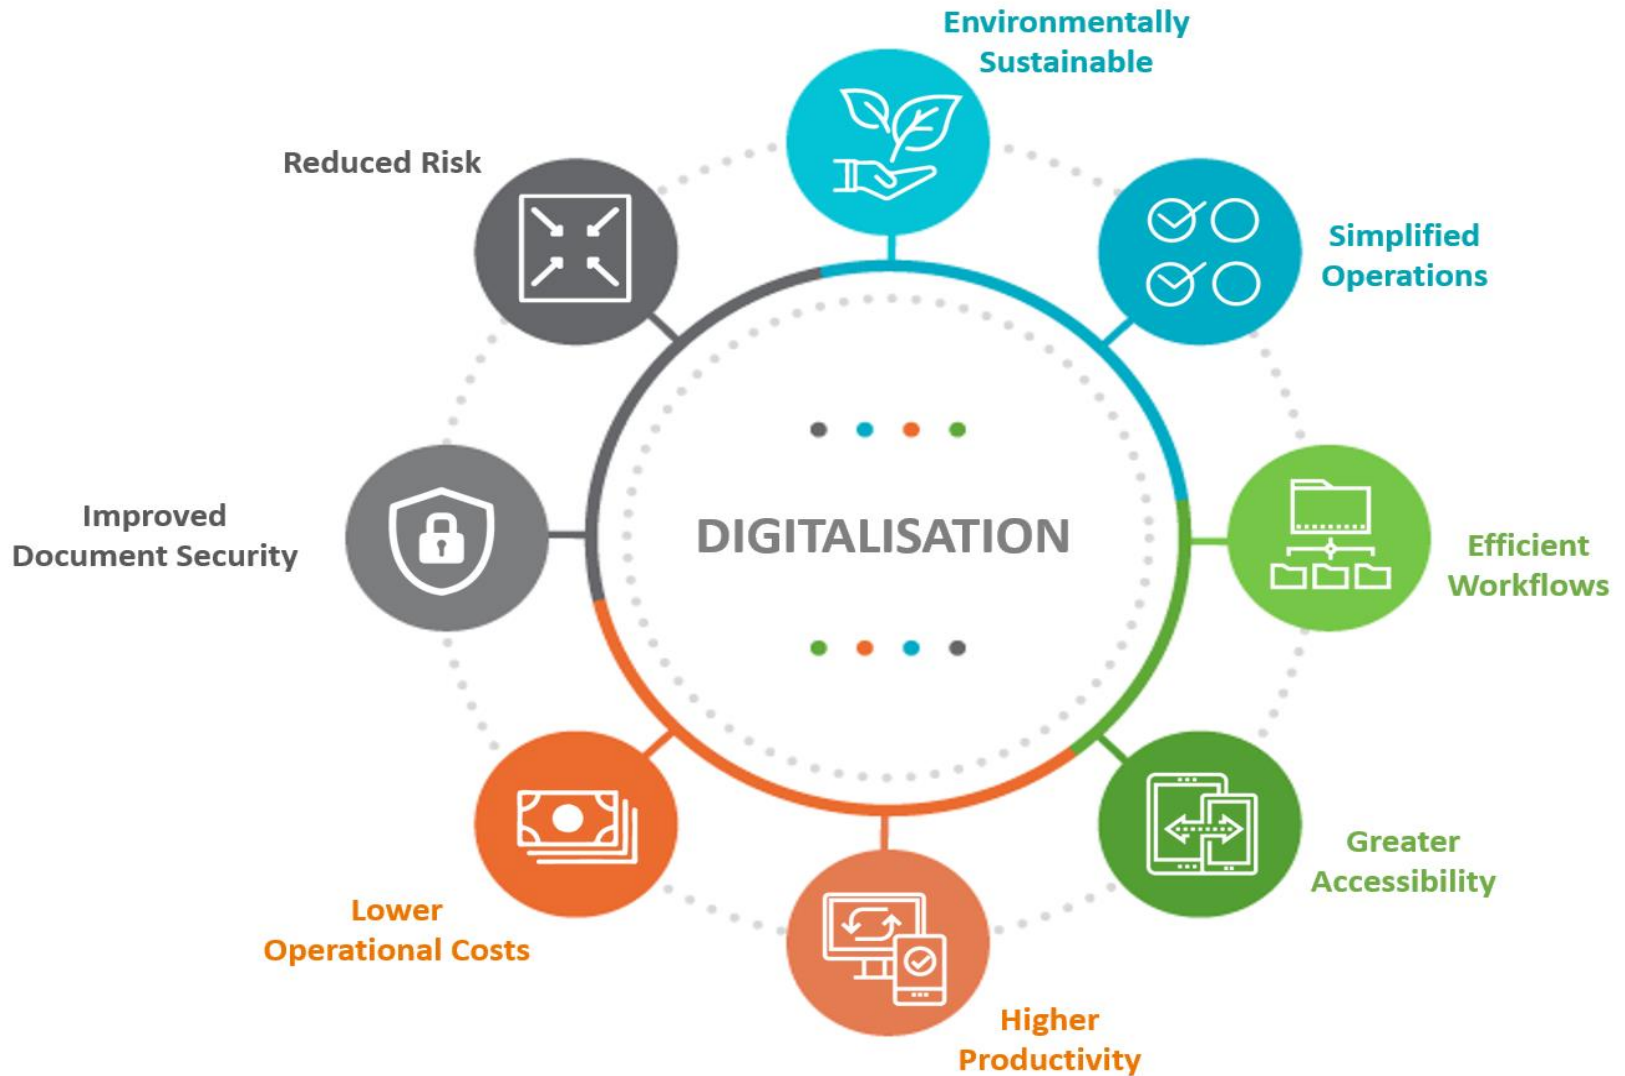 Environmentally
Sustainable
Reduced Risk
Simplified
Operations
Improved
Document Security
DIGITALISATION
Efficient
Workflows
Greater
Accessibility
Lower
Operational Costs
Higher
Productivity